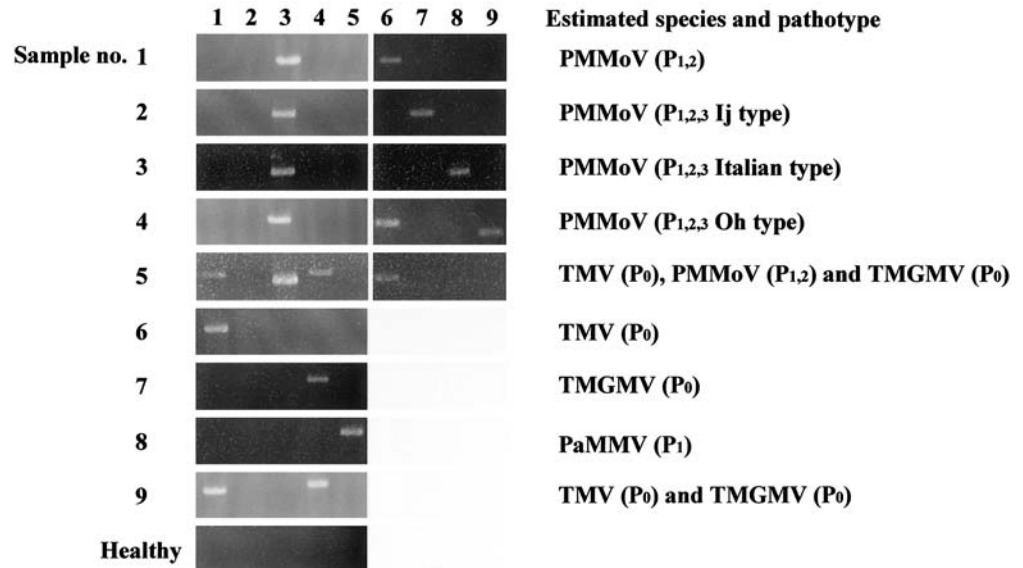 1 2 3 4 5 6 7 8 9 Estimated species and pathotype
Sample no. 1 PMMoV (P1,2)
2 PMMoV (P1,2,3 Ij type)
3 PMMoV (P1,2,3 Italian type)
4 PMMoV (P1,2,3 Oh type)
5 TMV (P0), PMMoV (P1,2) and TMGMV (P0)
6 TMV (P0)
7 TMGMV (P0)
8 PaMMV (P1)
9 TMV (P0) and TMGMV (P0)
Healthy